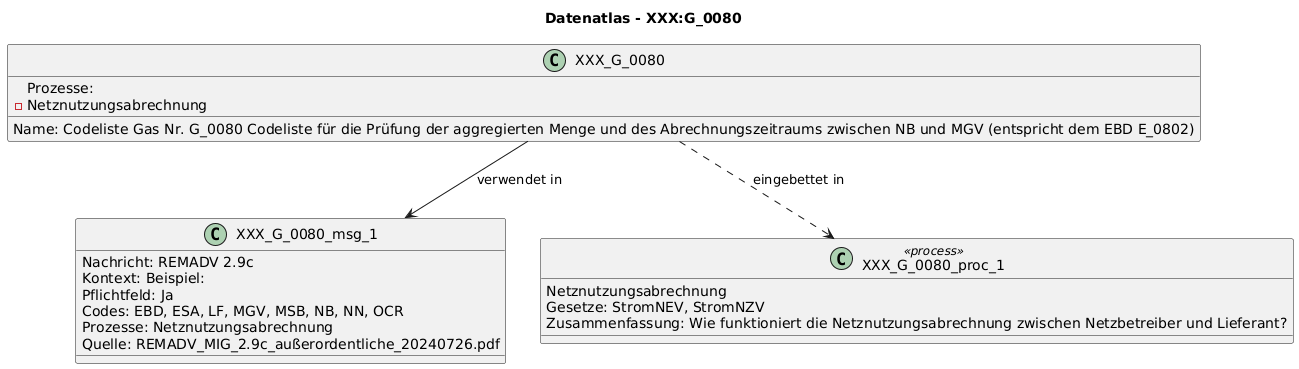 Datenatlas - XXX:G_0080
C XXX_G_0080
Prozesse:
Netznutzungsabrechnung
Name: Codeliste Gas Nr. G_0080 Codeliste für die Prüfung der aggregierten Menge und des Abrechnungszeitraums zwischen NB und MGV (entspricht dem EBD E_0802)
verwendet in
eingebettet in
C XXX_G_0080_msg_1
Nachricht: REMADV 2.9c
Kontext: Beispiel:
Pflichtfeld: Ja
Codes: EBD, ESA, LF, MGV, MSB, NB, NN, OCR
Prozesse: Netznutzungsabrechnung
Quelle: REMADV_MIG_2.9c_außerordentliche_20240726.pdf
C «process»
XXX_G_0080_proc_1
Netznutzungsabrechnung
Gesetze: StromNEV, StromNZV
Zusammenfassung: Wie funktioniert die Netznutzungsabrechnung zwischen Netzbetreiber und Lieferant?